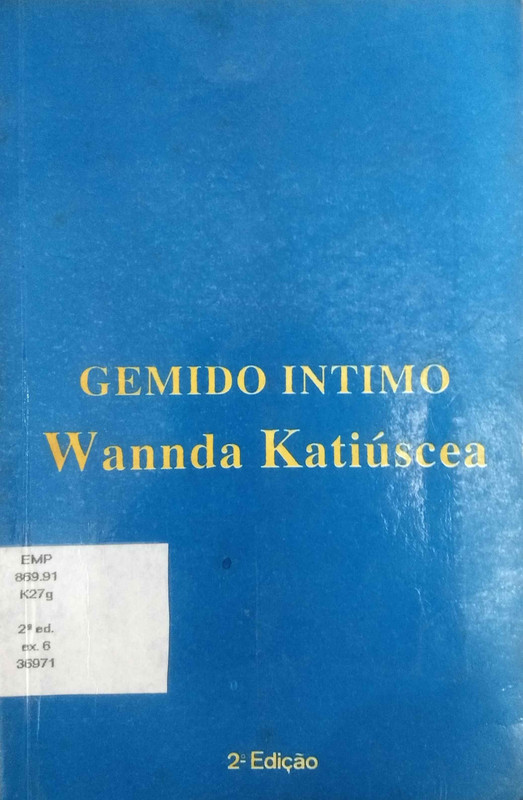 GEMIDO INTIMO
Wannda Katiúscea
EMP
869.91
K27g
2ª ed.
ex. 6
36971
2ª Edição